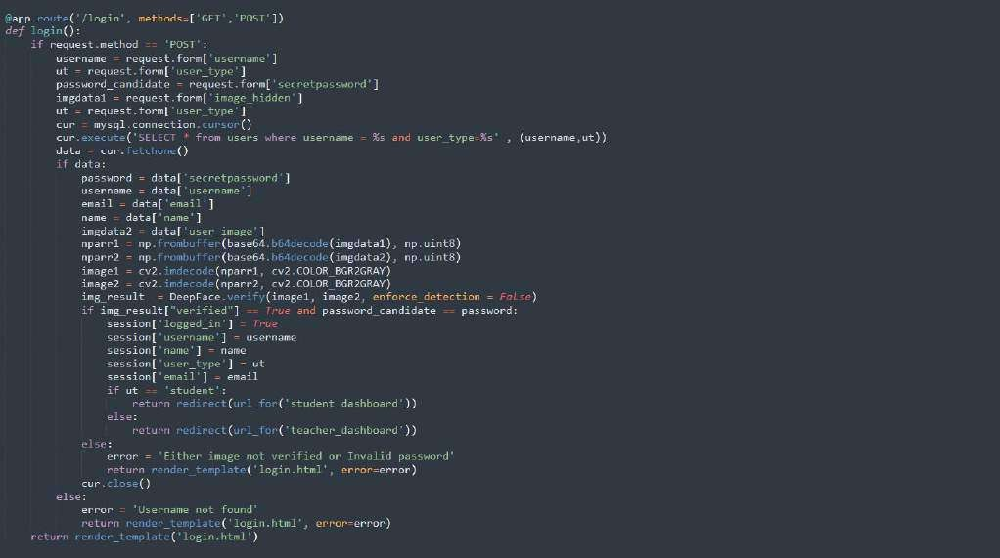 @app.route('/login', methods=['GET','POST'])
def login():
    if request.method == 'POST':
        username = request.form['username']
        ut = request.form['user_type']
        password_candidate = request.form['secretpassword']
        imgdata1 = request.form['image_hidden']
        ut = request.form['user_type']
        cur = mysql.connection.cursor()
        cur.execute('SELECT * from users where username = %s and user_type=%s' , (username,ut))
        data = cur.fetchone()
        if data:
            password = data['secretpassword']
            username = data['username']
            email = data['email']
            name = data['name']
            imgdata2 = data['user_image']
            nparr1 = np.frombuffer(base64.b64decode(imgdata1), np.uint8)
            nparr2 = np.frombuffer(base64.b64decode(imgdata2), np.uint8)
            image1 = cv2.imdecode(nparr1, cv2.COLOR_BGR2GRAY)
            image2 = cv2.imdecode(nparr2, cv2.COLOR_BGR2GRAY)
            img_result  = DeepFace.verify(image1, image2, enforce_detection = False)
            if img_result["verified"] == True and password_candidate == password:
                session['logged_in'] = True
                session['username'] = username
                session['name'] = name
                session['user_type'] = ut
                session['email'] = email
                if ut == 'student':
                    return redirect(url_for('student_dashboard'))
                else:
                    return redirect(url_for('teacher_dashboard'))
            else:
                error = 'Either image not verified or Invalid password'
                return render_template('login.html', error=error)
            cur.close()
        else:
            error = 'Username not found'
            return render_template('login.html', error=error)
    return render_template('login.html')